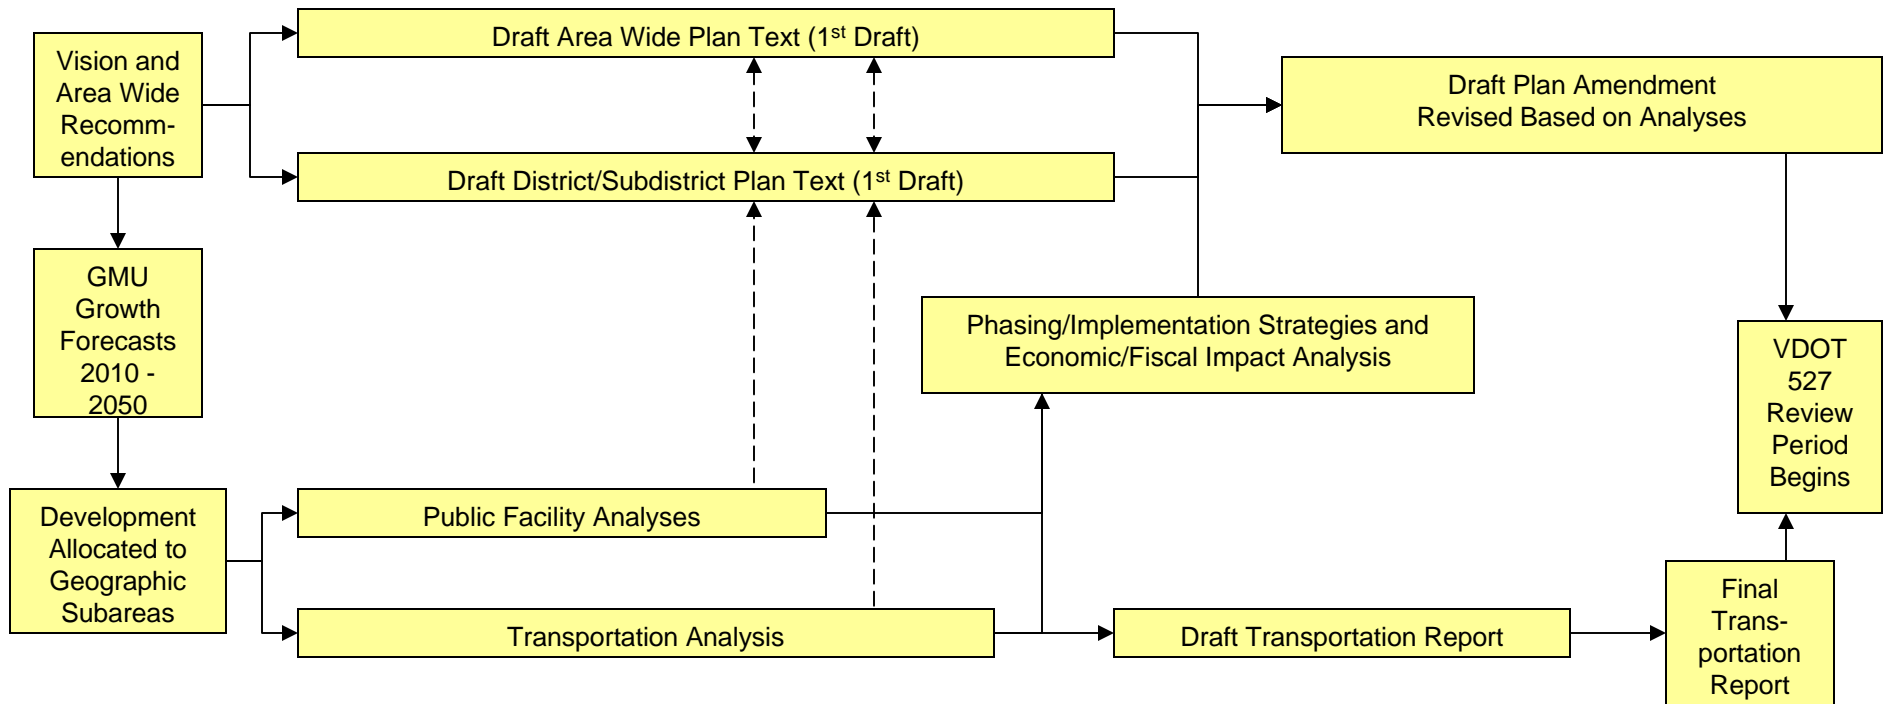 Vision and
Area Wide
Recomm-
endations
Draft Area Wide Plan Text (1st Draft)
Draft District/Subdistrict Plan Text (1st Draft)
Draft Plan Amendment
Revised Based on Analyses
GMU
Growth
Forecasts
2010 -
2050
Phasing/Implementation Strategies and
Economic/Fiscal Impact Analysis
VDOT
527
Review
Period
Begins
Development
Allocated to
Geographic
Subareas
Public Facility Analyses
Transportation Analysis
Draft Transportation Report
Final
Trans-
portation
Report